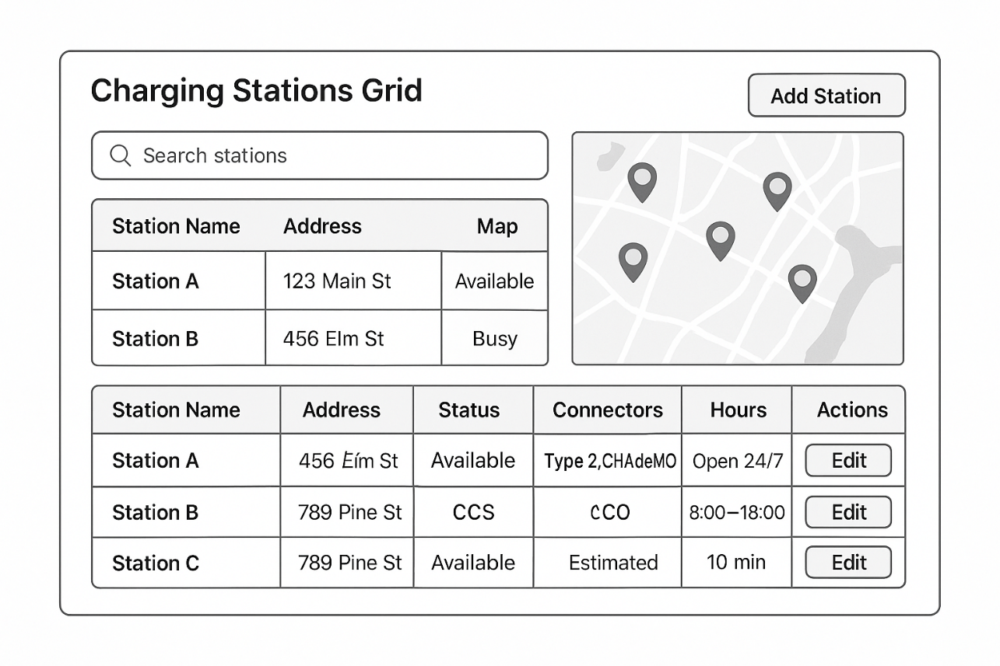 Charging Stations Grid
Add Station
Search stations
Station Name Address Map
Station A 123 Main St Available
Station B 456 Elm St Busy
Station Name Address Status Connectors Hours Actions
Station A 456 Eím St Available Type 2,CHAdeMO Open 24/7 Edit
Station B 789 Pine St CCS CCO 8:00–18:00 Edit
Station C 789 Pine St Available Estimated 10 min Edit